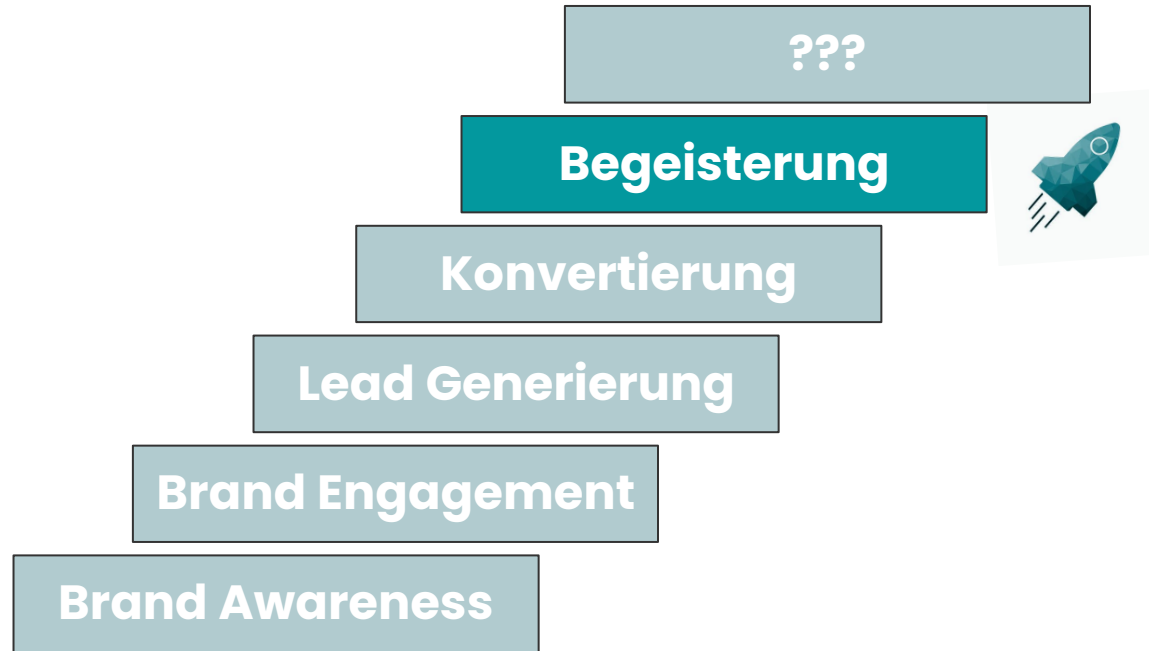 ???
Begeisterung
Konvertierung
Lead Generierung
Brand Engagement
Brand Awareness